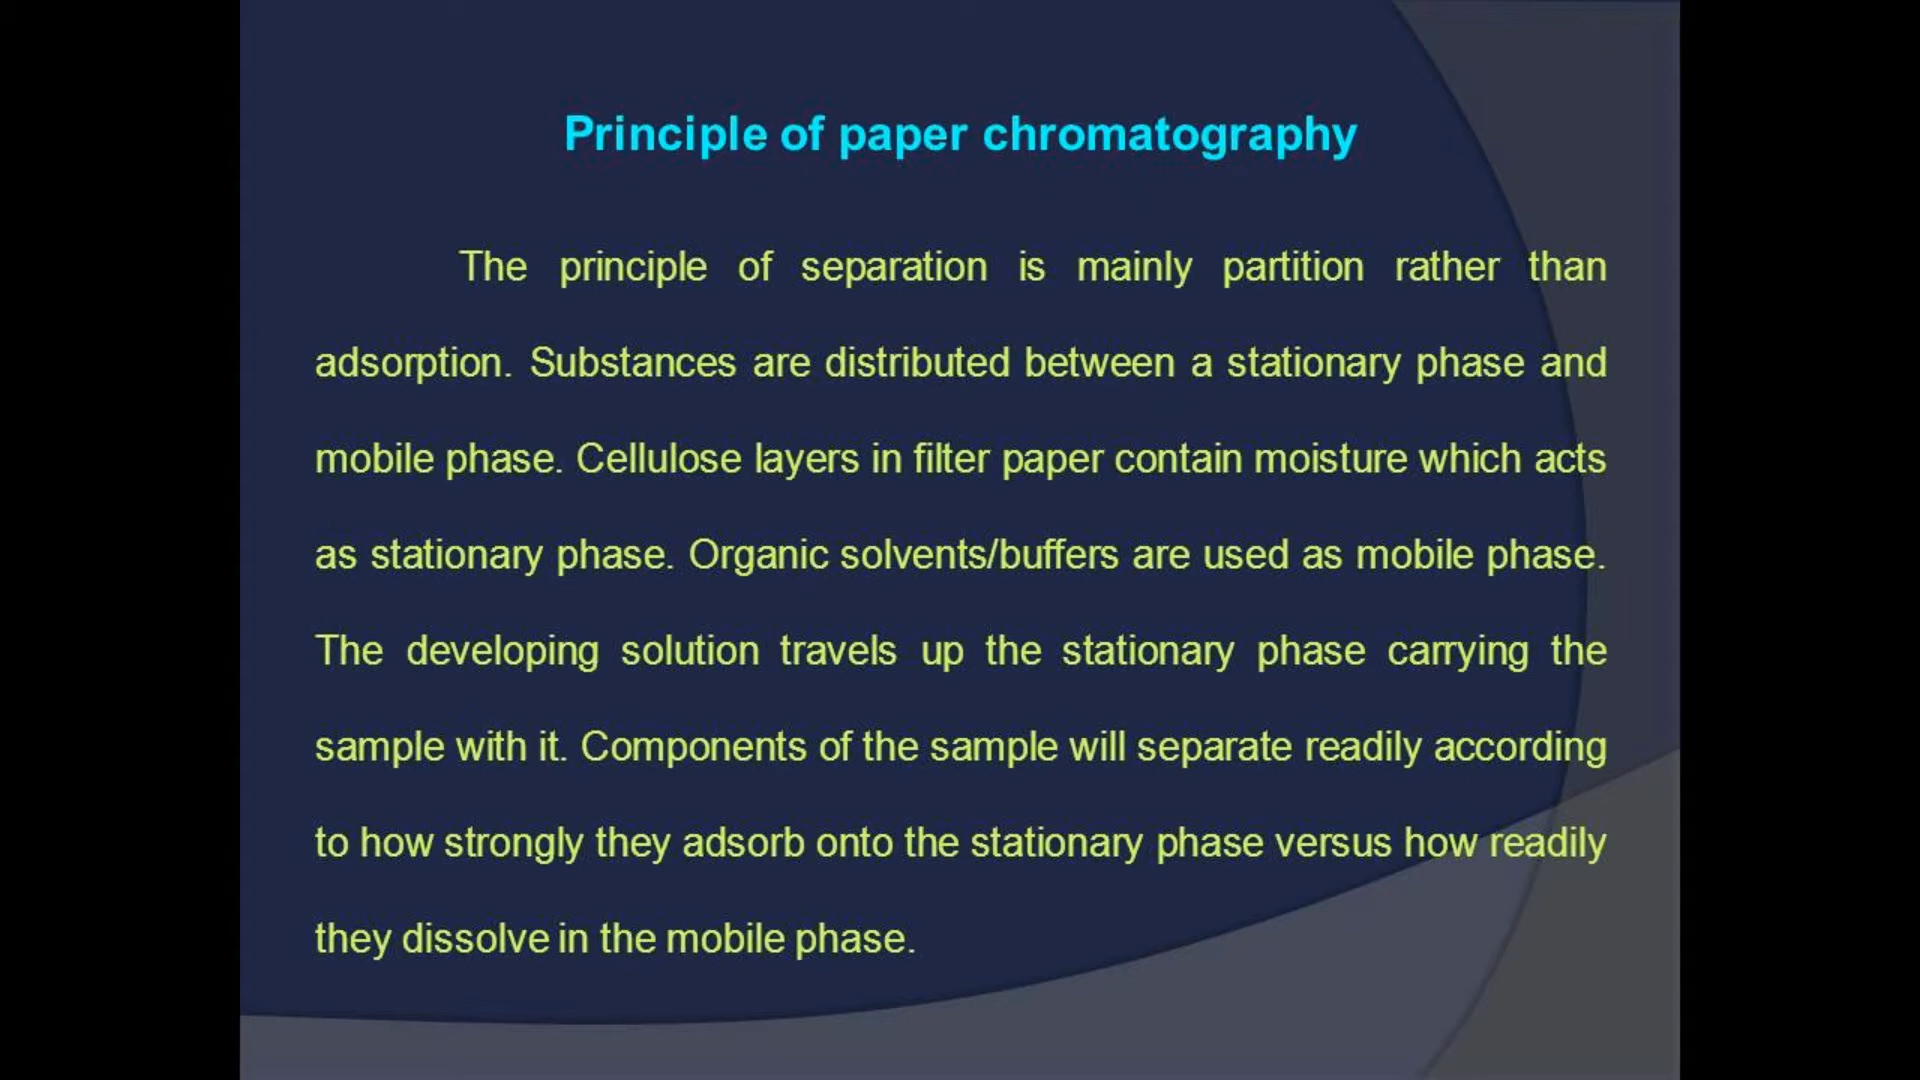 Principle of paper chromatography
The principle of separation is mainly partition rather than
adsorption. Substances are distributed between a stationary phase and
mobile phase. Cellulose layers in filter paper contain moisture which acts
as stationary phase. Organic solvents/buffers are used as mobile phase.
The developing solution travels up the stationary phase carrying the
sample with it. Components of the sample will separate readily according
to how strongly they adsorb onto the stationary phase versus how readily
they dissolve in the mobile phase.